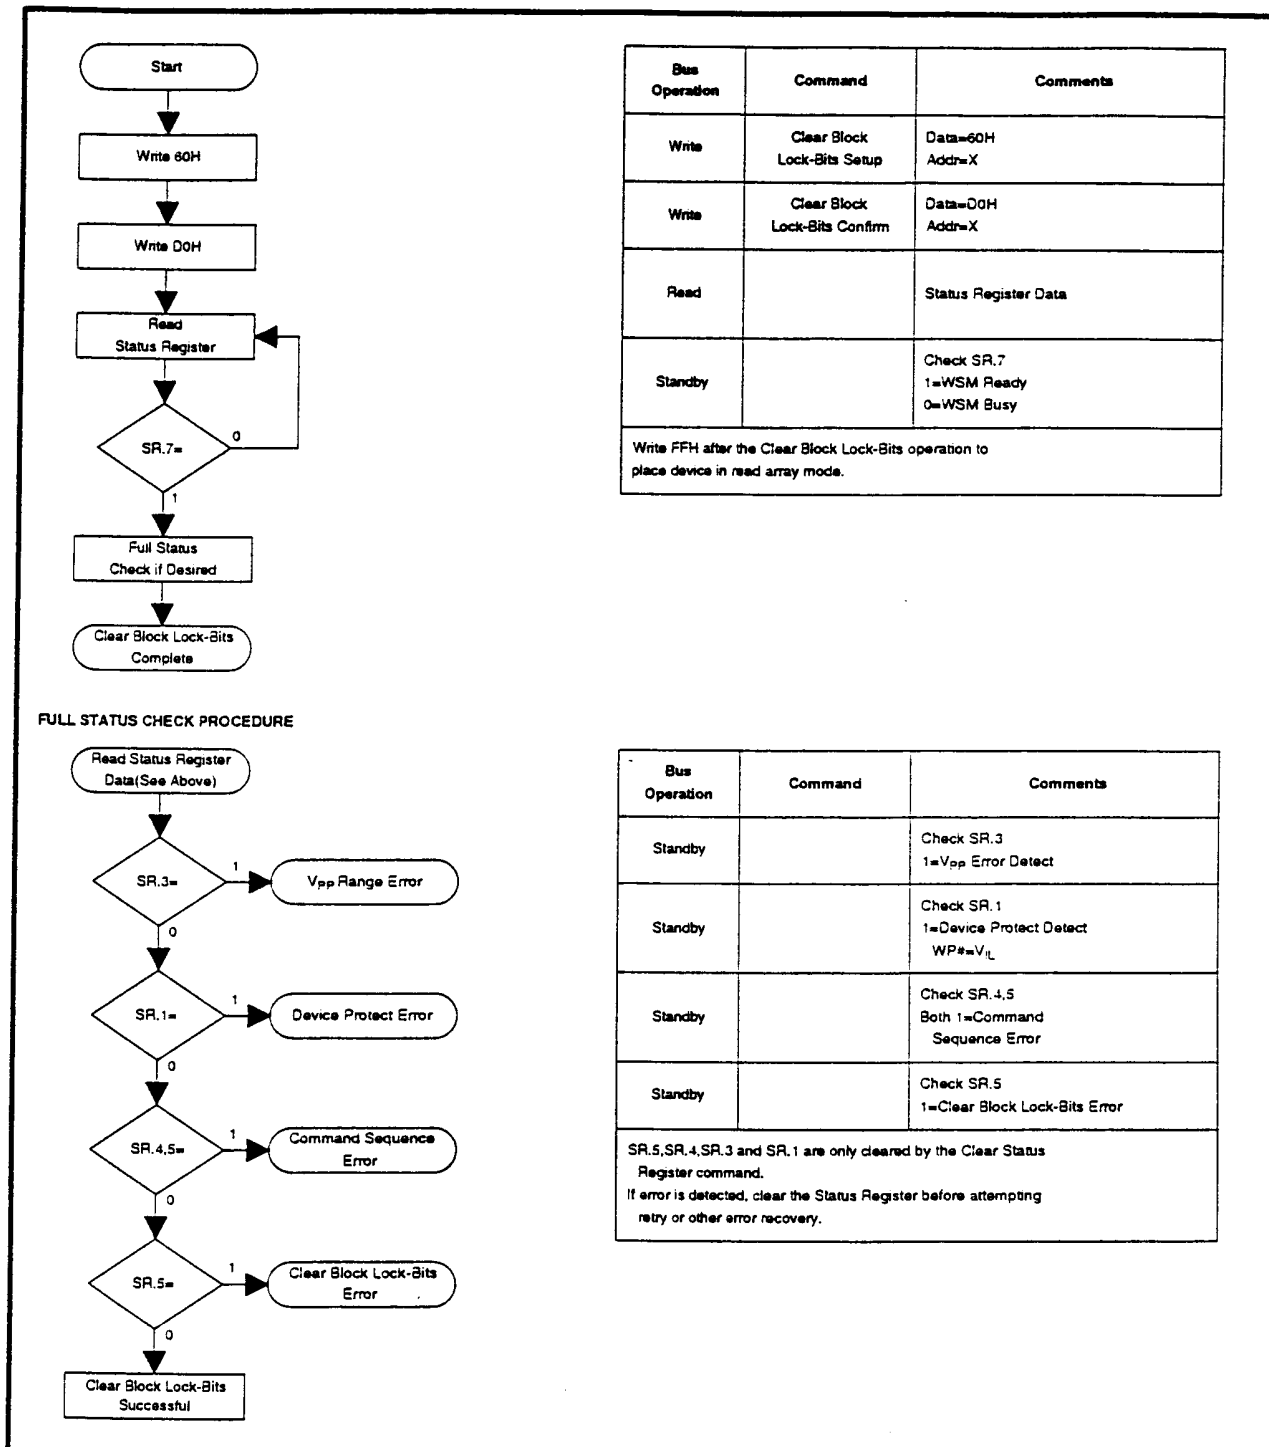 Start
Write 60H
Write D0H
Read
Status Register
SR.7=
0
1
Full Status
Check if Desired
Clear Block Lock-Bits
Complete
Bus
Operation
Command
Comments
Write
Clear Block
Lock-Bits Setup
Data=60H
Addr=X
Write
Clear Block
Lock-Bits Confirm
Data=D0H
Addr=X
Read
Status Register Data
Standby
Check SR.7
1=WSM Ready
0=WSM Busy
Write FFH after the Clear Block Lock-Bits operation to
place device in read array mode.
FULL STATUS CHECK PROCEDURE
Read Status Register
Data(See Above)
SR.3=
1
VPP Range Error
0
SR.1=
1
Device Protect Error
0
SR.4,5=
1
Command Sequence
Error
0
SR.5=
1
Clear Block Lock-Bits
Error
0
Clear Block Lock-Bits
Successful
Bus
Operation
Command
Comments
Standby
Check SR.3
1=VPP Error Detect
Standby
Check SR.1
1=Device Protect Detect
WP#=VIL
Standby
Check SR.4,5
Both 1=Command
Sequence Error
Standby
Check SR.5
1=Clear Block Lock-Bits Error
SR.5,SR.4,SR.3 and SR.1 are only cleared by the Clear Status
Register command.
If error is detected, clear the Status Register before attempting
retry or other error recovery.